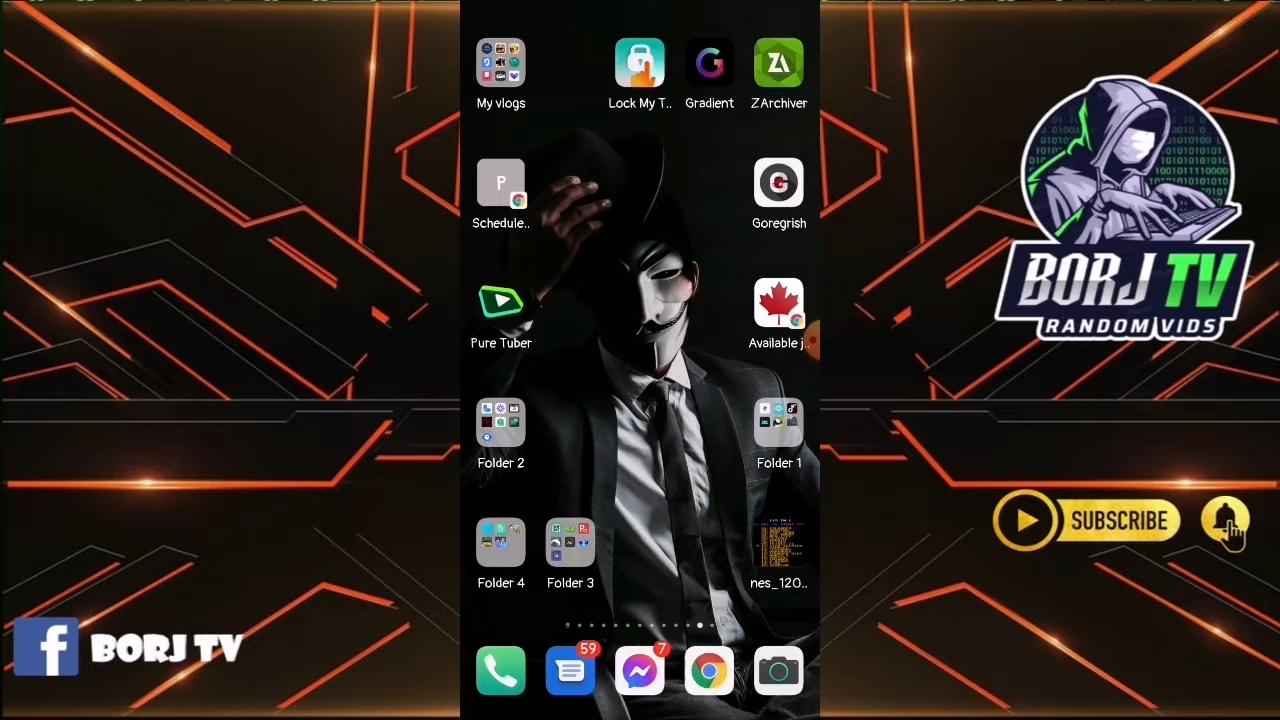 My vlogs
Lock My T..
Gradient
ZArchiver
P
Schedule..
G
Goregrish
Pure Tuber
Available j..
Folder 2
Folder 1
Folder 4
Folder 3
nes_120..
59
7
BORJ TV
RANDOM VIDS
SUBSCRIBE
f BORJ TV